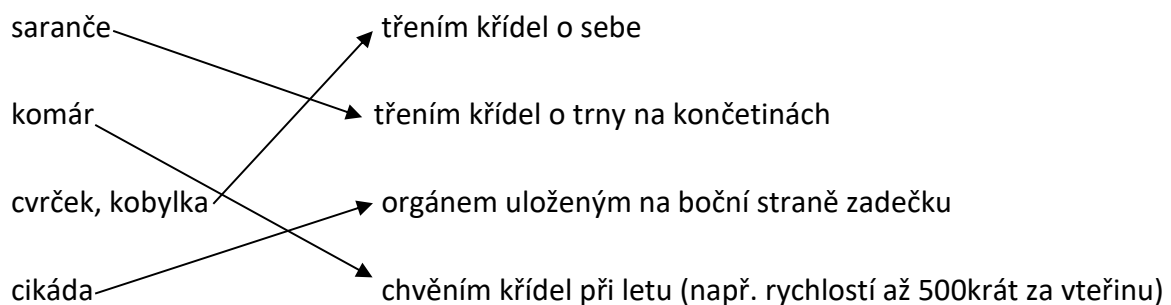 saranče třením křídel o sebe
komár třením křídel o trny na končetinách
cvrček, kobylka orgánem uloženým na boční straně zadečku
cikáda chvěním křídel při letu (např. rychlostí až 500krát za vteřinu)